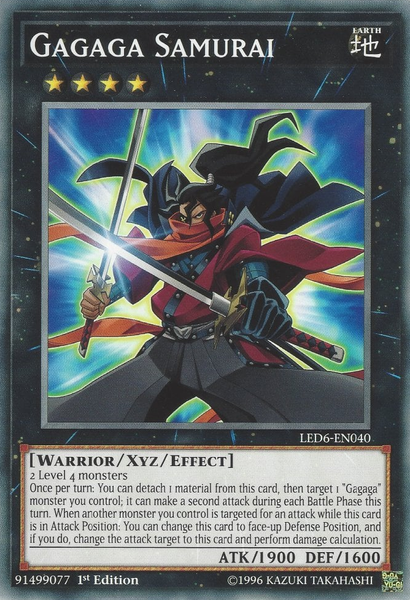 GAGAGA SAMURAI
EARTH
地
LED6-EN040
[WARRIOR/XYZ/EFFECT]
2 Level 4 monsters
Once per turn: You can detach 1 material from this card, then target 1 "Gagaga"
monster you control; it can make a second attack during each Battle Phase this
turn. When another monster you control is targeted for an attack while this card
is in Attack Position: You can change this card to face-up Defense Position, and
if you do, change the attack target to this card and perform damage calculation.
ATK/1900 DEF/1600
91499077 1st Edition ©1996 KAZUKI TAKAHASHI